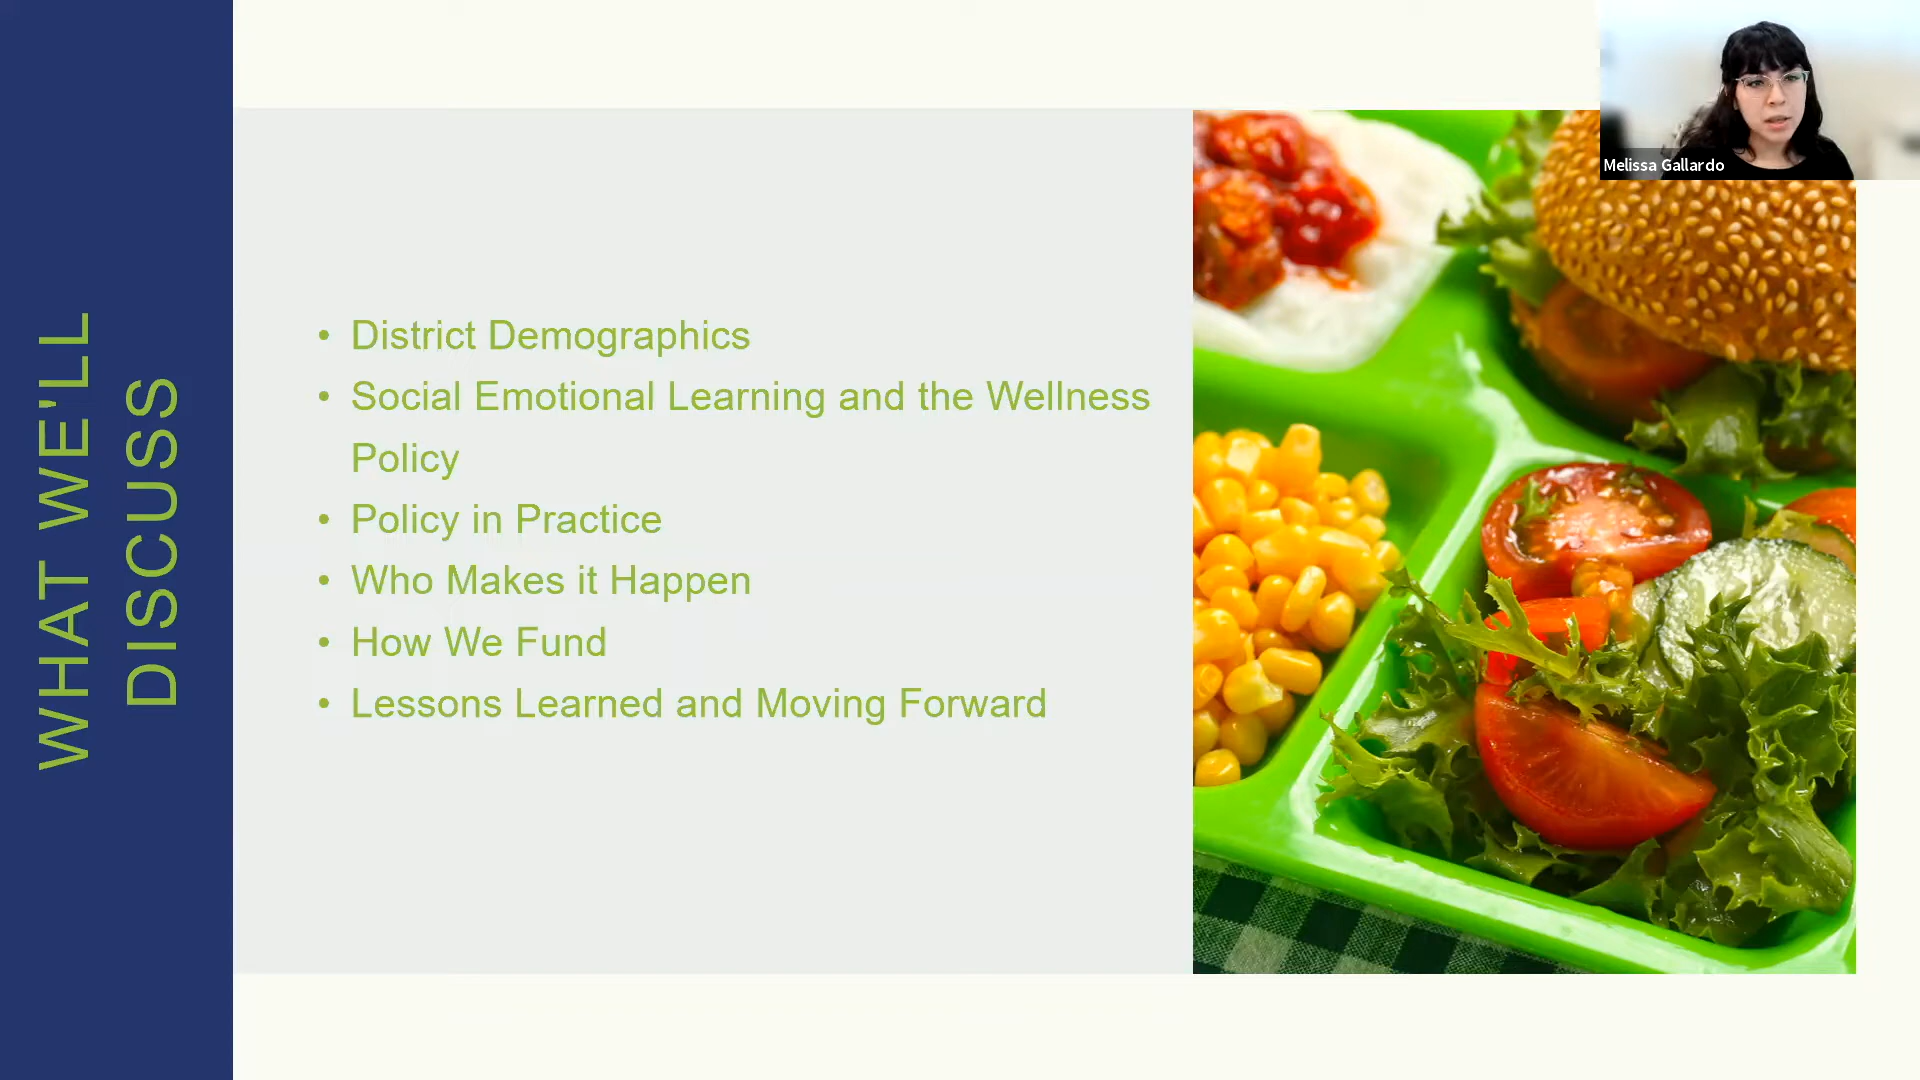 WHAT WE'LL
DISCUSS
• District Demographics
• Social Emotional Learning and the Wellness
Policy
• Policy in Practice
• Who Makes it Happen
• How We Fund
• Lessons Learned and Moving Forward
Melissa Gallardo